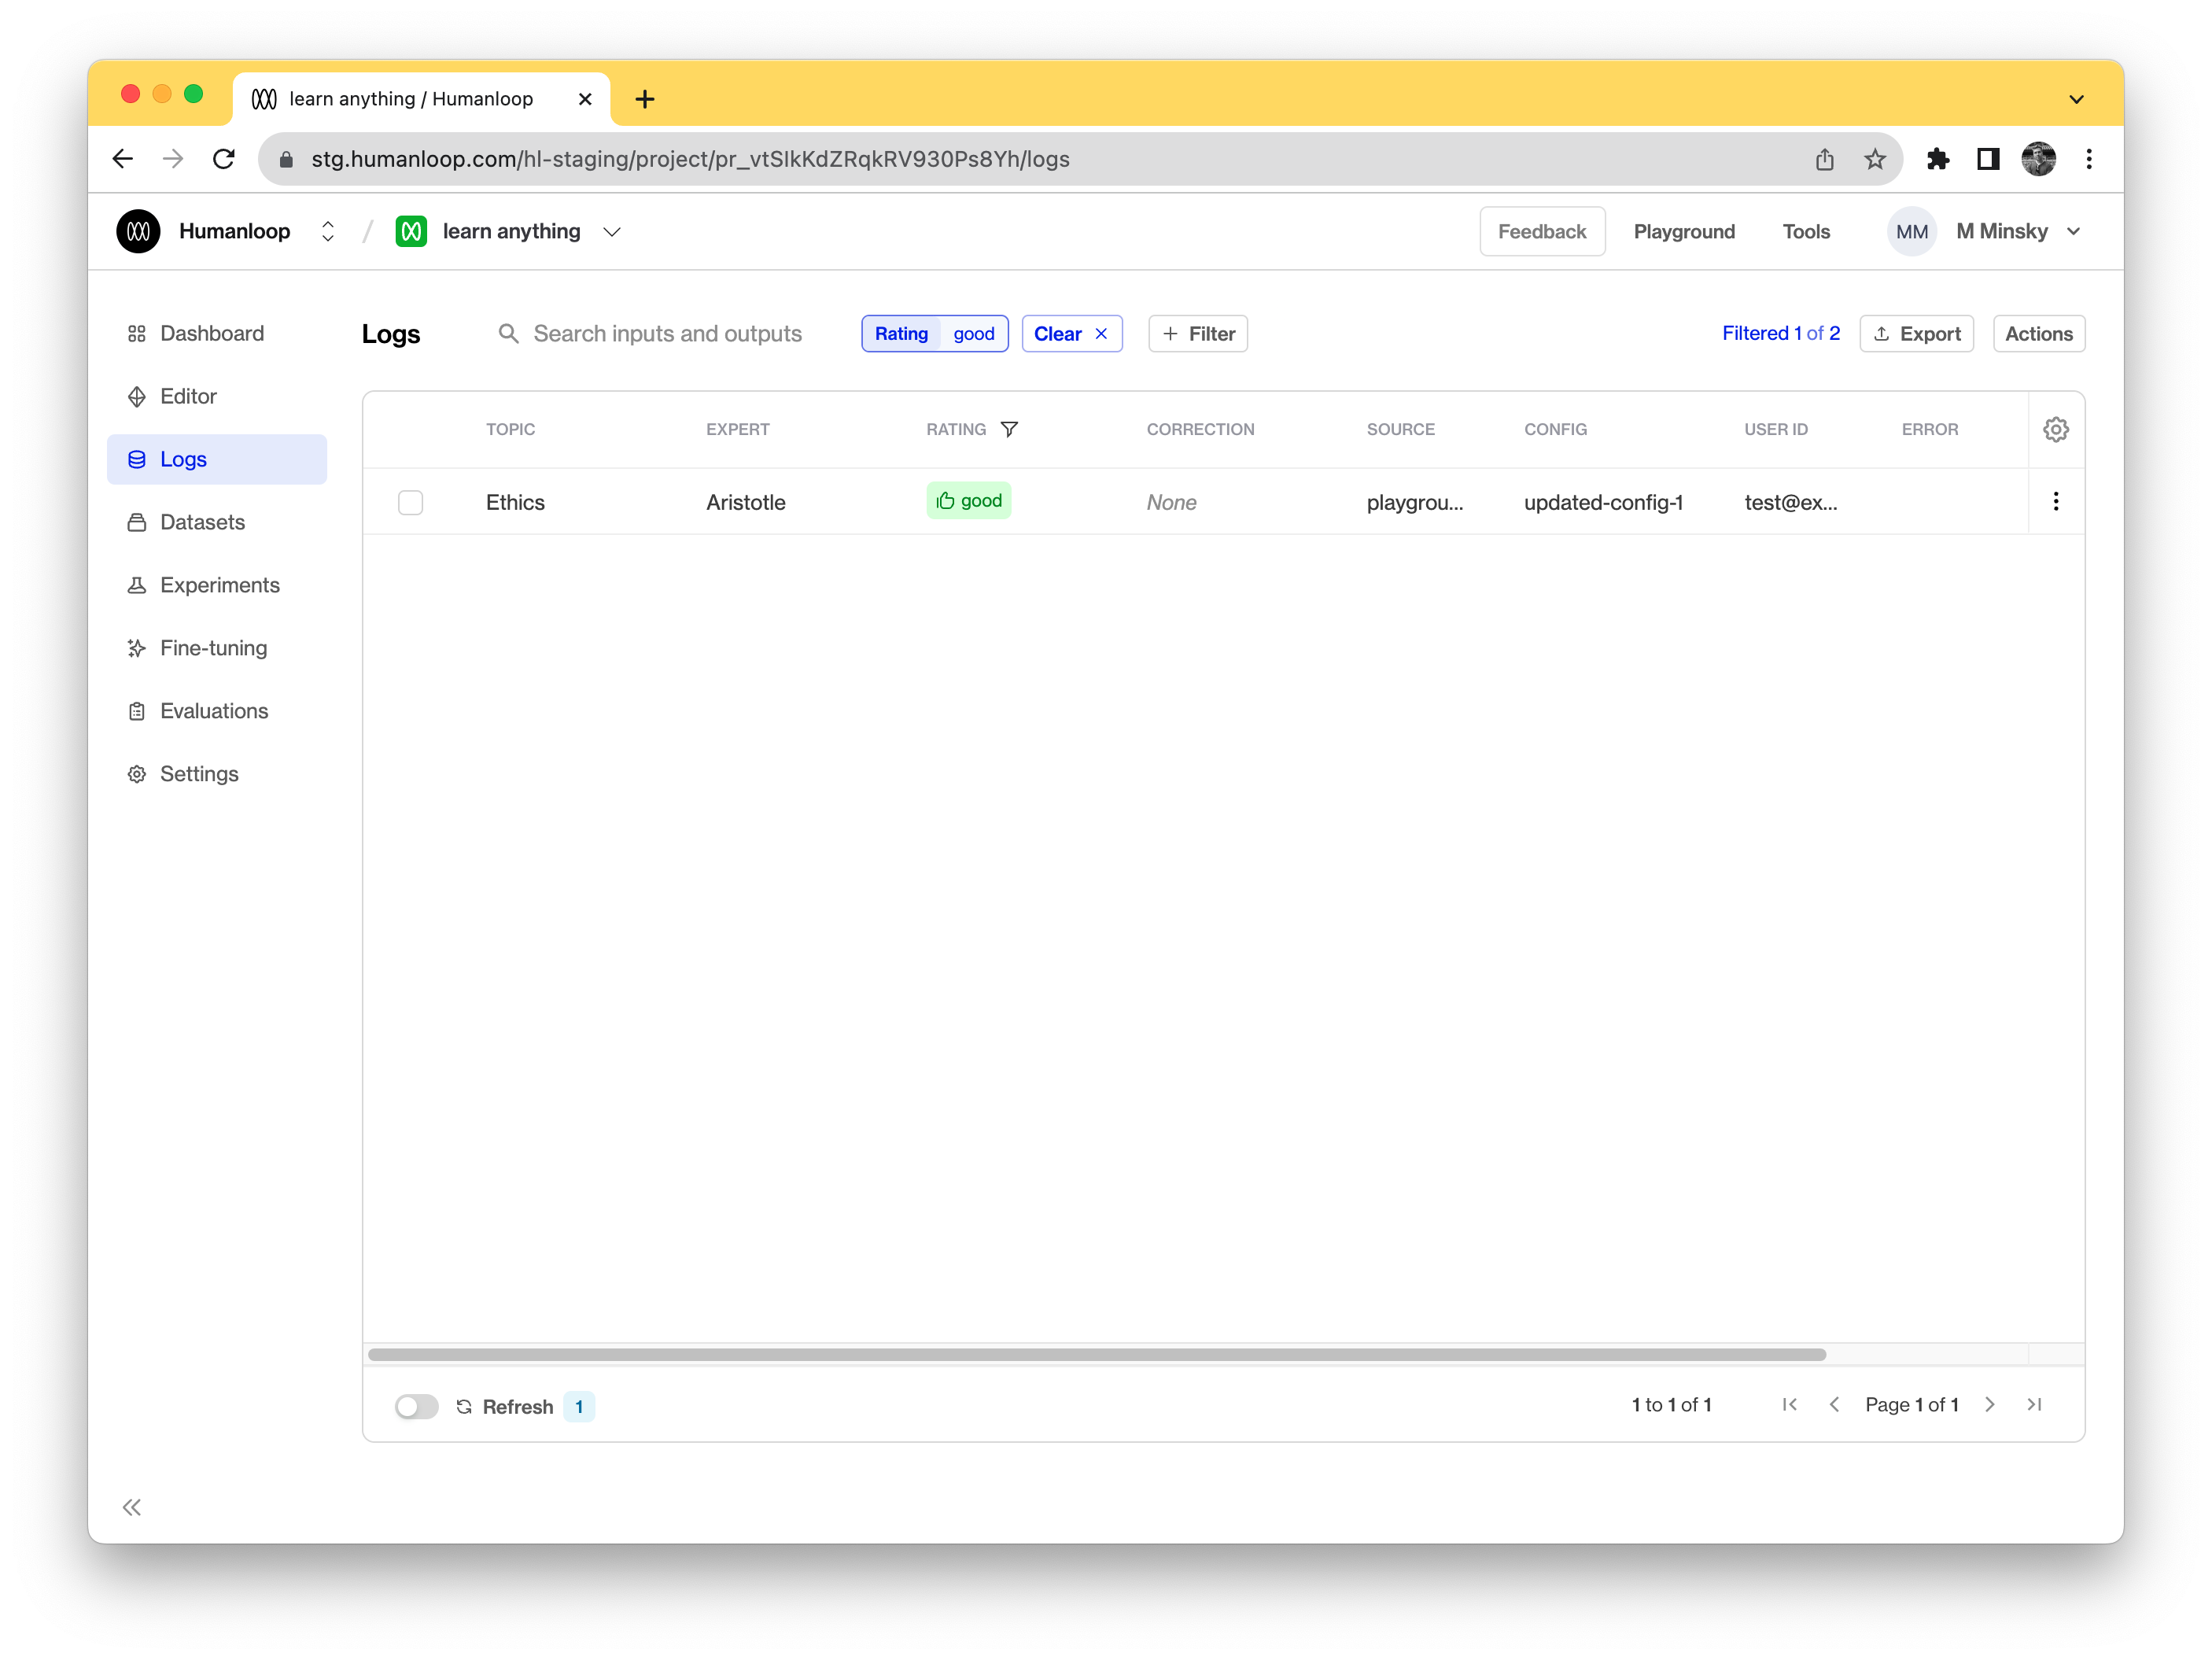 learn anything / Humanloop
stg.humanloop.com/hl-staging/project/pr_vtSIkKdZRqkRV930Ps8Yh/logs
Humanloop / learn anything Feedback Playground Tools MM M Minsky
Dashboard
Editor
Logs
Datasets
Experiments
Fine-tuning
Evaluations
Settings
Logs Search inputs and outputs Rating good Clear Filter Filtered 1 of 2 Export Actions
TOPIC EXPERT RATING CORRECTION SOURCE CONFIG USER ID ERROR
Ethics Aristotle good None playgrou... updated-config-1 test@ex...
Refresh 1 1 to 1 of 1 Page 1 of 1